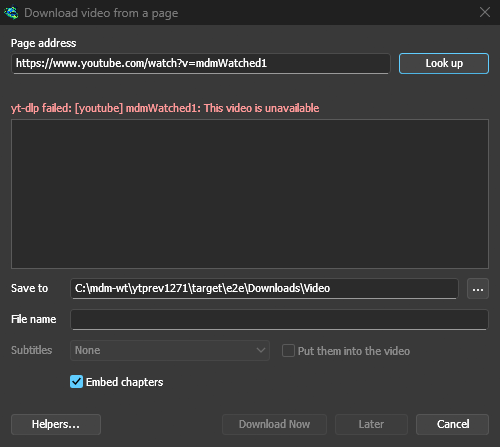 Download video from a page
Page address
https://www.youtube.com/watch?v=mdmWatched1
Look up
yt-dlp failed: [youtube] mdmWatched1: This video is unavailable
Save to
C:\mdm-wt\ytprev1271\target\e2e\Downloads\Video
...
File name
Subtitles
None
Put them into the video
Embed chapters
Helpers...
Download Now
Later
Cancel